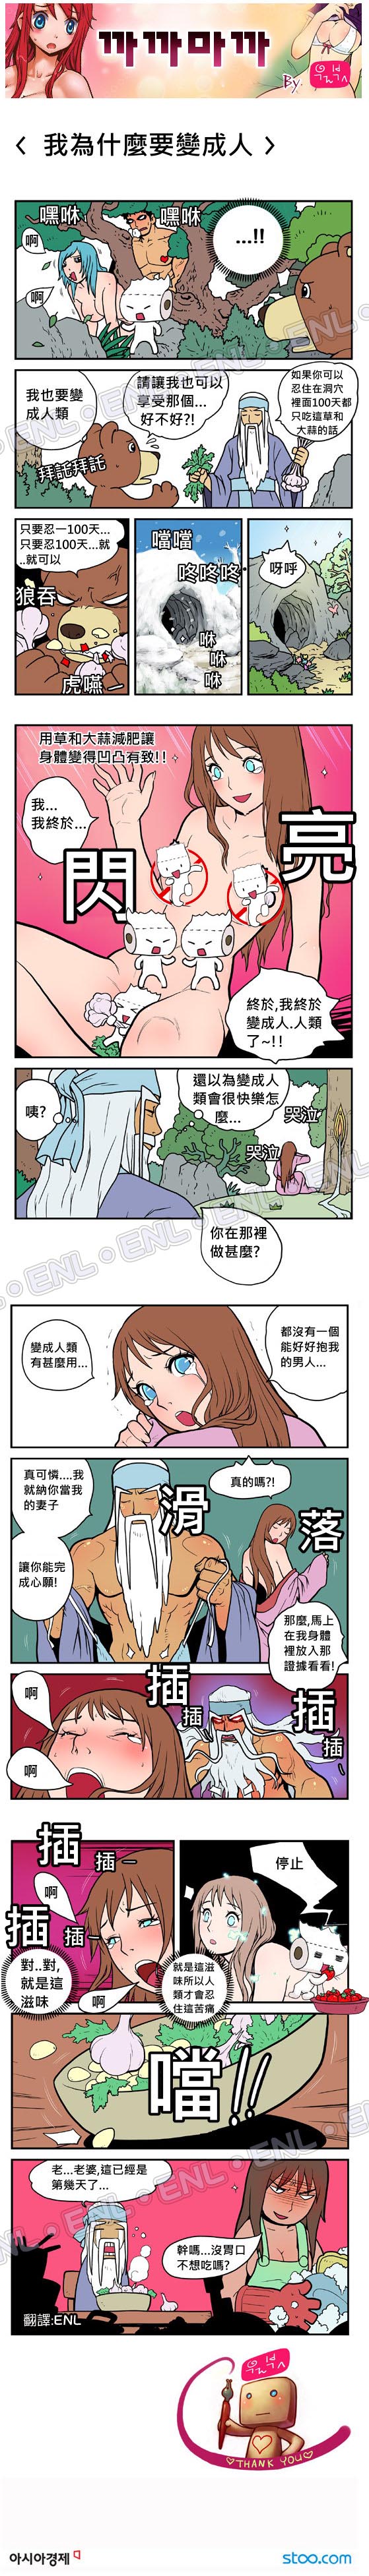 까까마까
By. 유일
〈 我為什麼要變成人 〉
嘿咻
嘿咻
啊
啊
...!!
我也要變
成人類
拜託拜託
請讓我也可以
享受那個...
好不好?!
如果你可以
忍住在洞穴
裡面100天都
只吃這草和
大蒜的話
只要忍一100天...
只要忍100天...就
..就可以
狼吞
虎嚥
噹噹
咚咚咚
咻
咻
咻
呀呼
用草和大蒜減肥讓
身體變得凹凸有致!!
我...
我終於...
閃
亮
終於,我終於
變成人.人類
了~!!
咦?
還以為變成人
類會很快樂怎
麼...
哭泣
哭泣
你在那裡
做甚麼?
變成人類
有甚麼用...
都沒有一個
能好好抱我
的男人...
真可憐....我
就納你當我
的妻子
讓你能完
成心願!
滑
落
真的嗎?!
那麼,馬上
在我身體
裡放入那
證據看看!
啊
啊
插
插
插
插
插
插
插
插
啊
啊
對..對,
就是這
滋味
停止
就是這滋
味所以人
類才會忍
住這苦痛
噹!!
老...老婆,這已經是
第幾天了...
幹嗎...沒胃口
不想吃嗎?
翻譯:ENL
THANK YOU
아시아경제
stoo.com
ENL